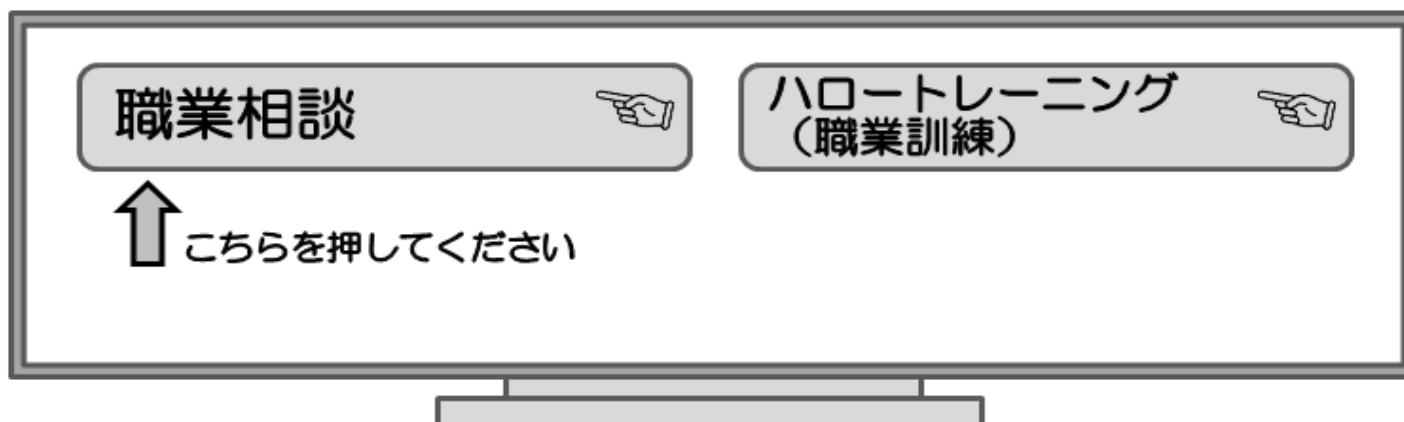 職業相談
ハロートレーニング
（職業訓練）
こちらを押してください